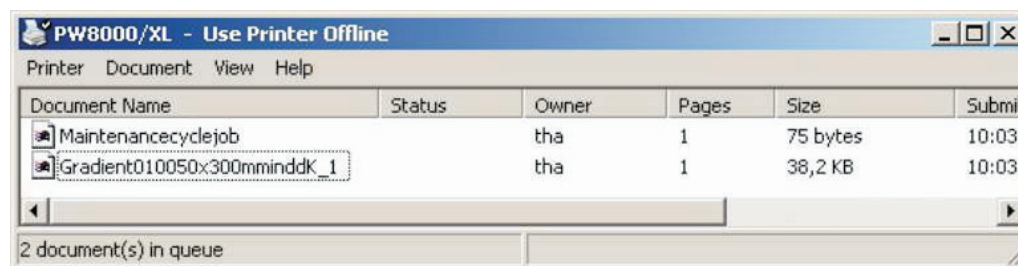 PW8000/XL - Use Printer Offline
Printer Document View Help
Document Name Status Owner Pages Size Submi
Maintenancecyclejob tha 1 75 bytes 10:03
Gradient010050x300mminddK_1 tha 1 38,2 KB 10:03
2 document(s) in queue